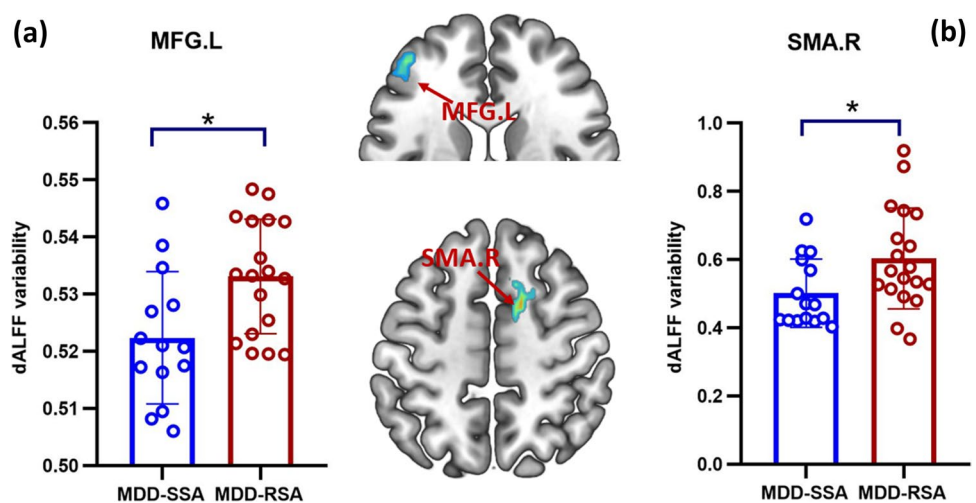 (a)
MFG.L
*
dALFF variability
0.56
0.55
0.54
0.53
0.52
0.51
0.50
MDD-SSA MDD-RSA
MFG.L
SMA.R
SMA.R
(b)
*
dALFF variability
1.0
0.8
0.6
0.4
0.2
0.0
MDD-SSA MDD-RSA